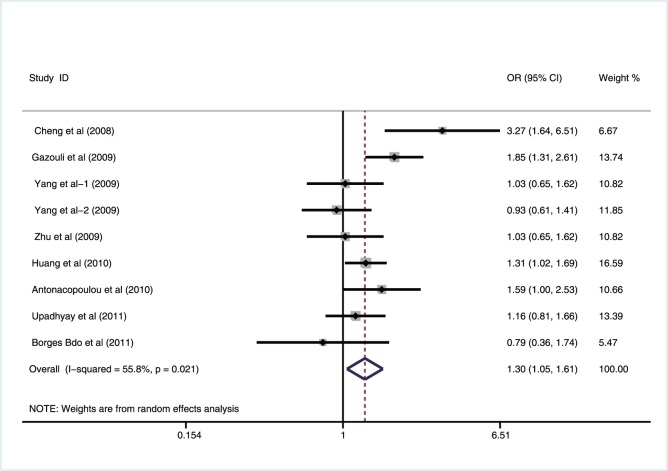 Study ID OR (95% CI) Weight %
Cheng et al (2008) 3.27 (1.64, 6.51) 6.67
Gazouli et al (2009) 1.85 (1.31, 2.61) 13.74
Yang et al−1 (2009) 1.03 (0.65, 1.62) 10.82
Yang et al−2 (2009) 0.93 (0.61, 1.41) 11.85
Zhu et al (2009) 1.03 (0.65, 1.62) 10.82
Huang et al (2010) 1.31 (1.02, 1.69) 16.59
Antonacopoulou et al (2010) 1.59 (1.00, 2.53) 10.66
Upadhyay et al (2011) 1.16 (0.81, 1.66) 13.39
Borges Bdo et al (2011) 0.79 (0.36, 1.74) 5.47
Overall (I−squared = 55.8%, p = 0.021) 1.30 (1.05, 1.61) 100.00
NOTE: Weights are from random effects analysis
0.154 1 6.51